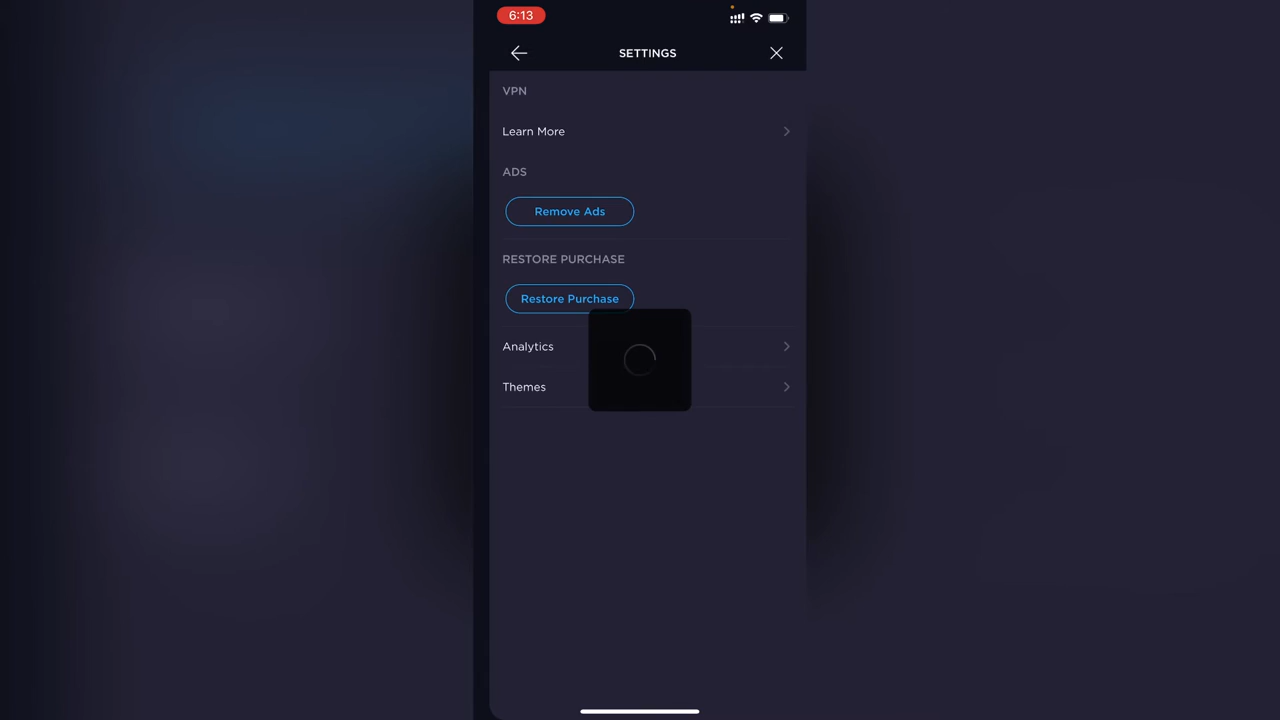 6:13
SETTINGS
VPN
Learn More
ADS
Remove Ads
RESTORE PURCHASE
Restore Purchase
Analytics
Themes